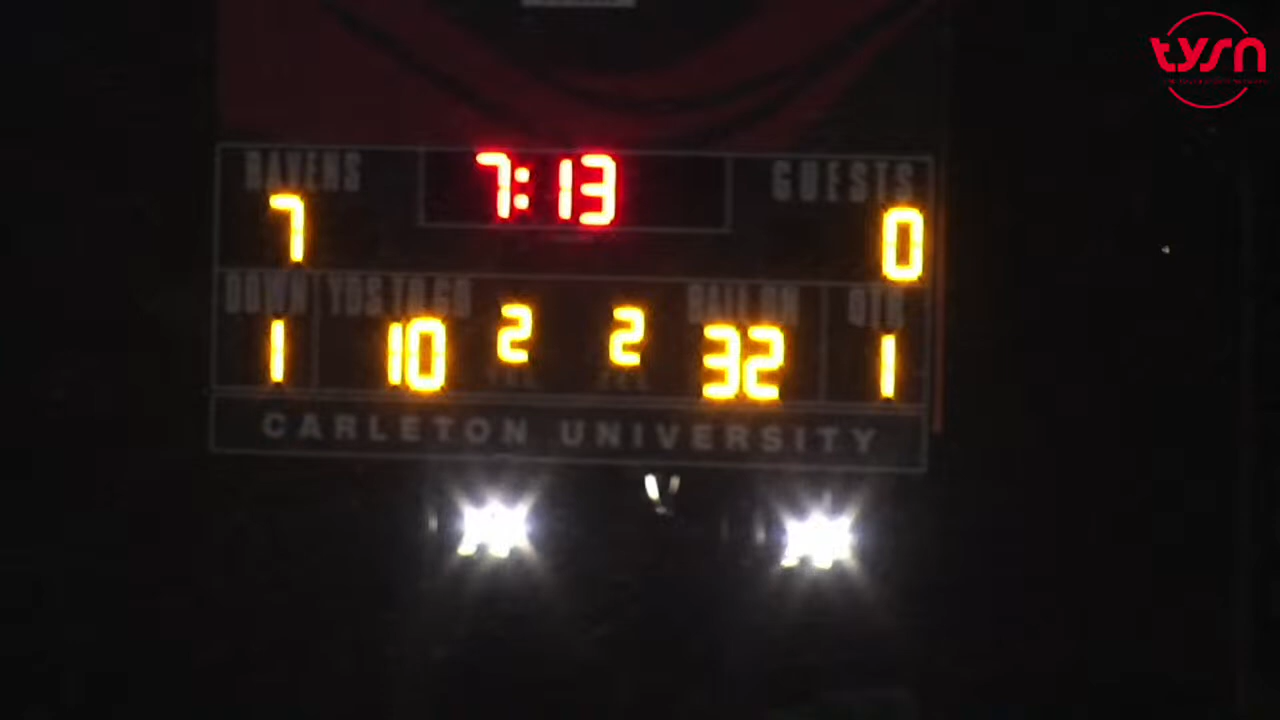 tysn
RAVENS 7:13 GUESTS
7 0
DOWN YDS TO GO 2 2 BALL ON QTR
1 10 32 1
CARLETON UNIVERSITY